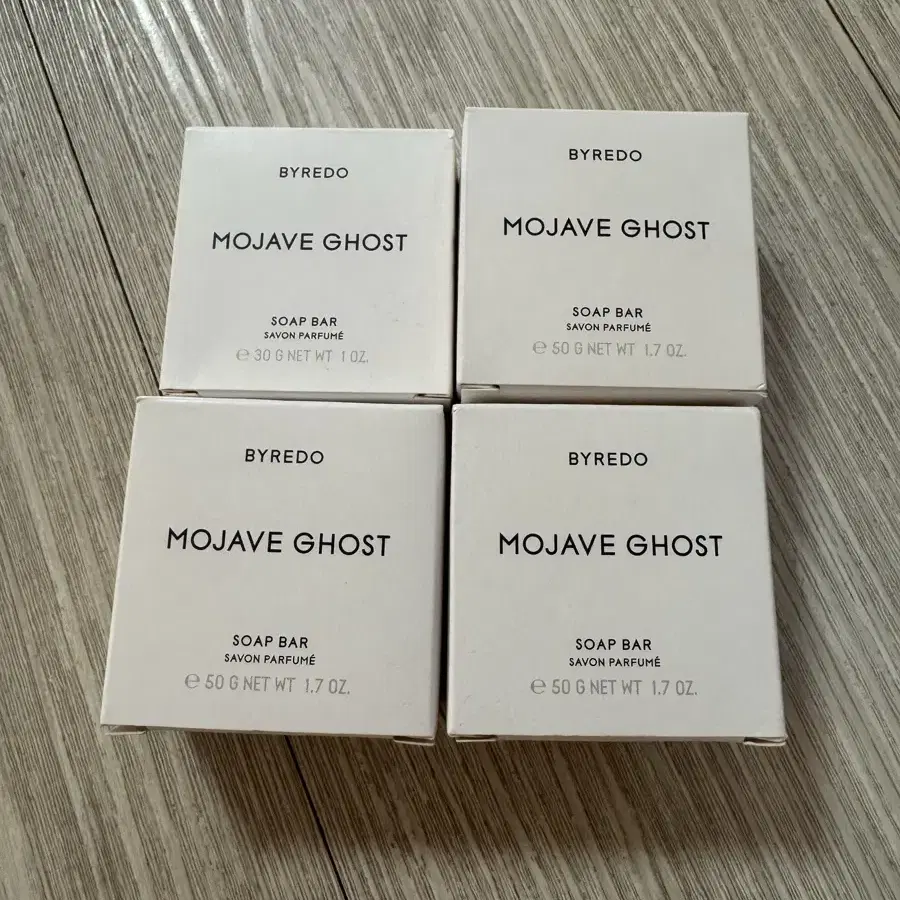 BYREDO
MOJAVE GHOST
SOAP BAR
SAVON PARFUMÉ
℮ 30 G NET WT 1 OZ.
BYREDO
MOJAVE GHOST
SOAP BAR
SAVON PARFUMÉ
℮ 50 G NET WT 1.7 OZ.
BYREDO
MOJAVE GHOST
SOAP BAR
SAVON PARFUMÉ
℮ 50 G NET WT 1.7 OZ.
BYREDO
MOJAVE GHOST
SOAP BAR
SAVON PARFUMÉ
℮ 50 G NET WT 1.7 OZ.